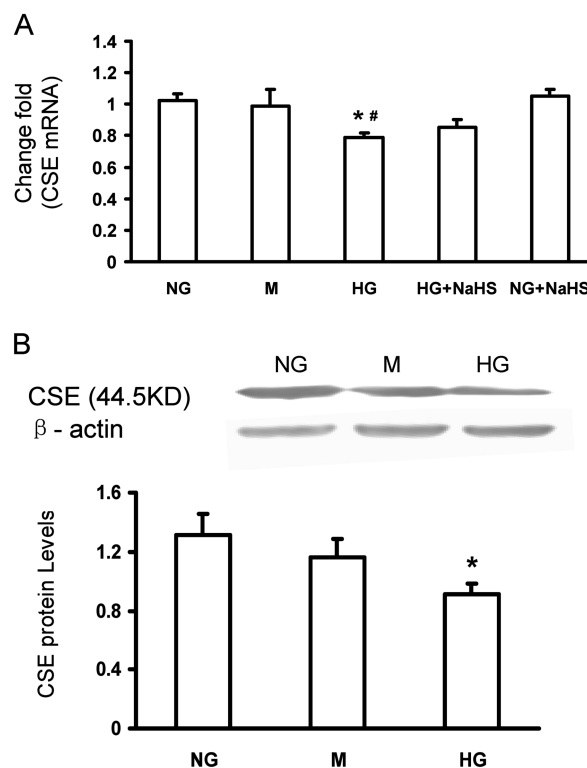 A
Change fold
(CSE mRNA)
1.4
1.2
1
0.8
0.6
0.4
0.2
0
* #
NG M HG HG+NaHS NG+NaHS
B
NG M HG
CSE (44.5KD)
β - actin
CSE protein Levels
1.6
1.2
0.8
0.4
0
*
NG M HG